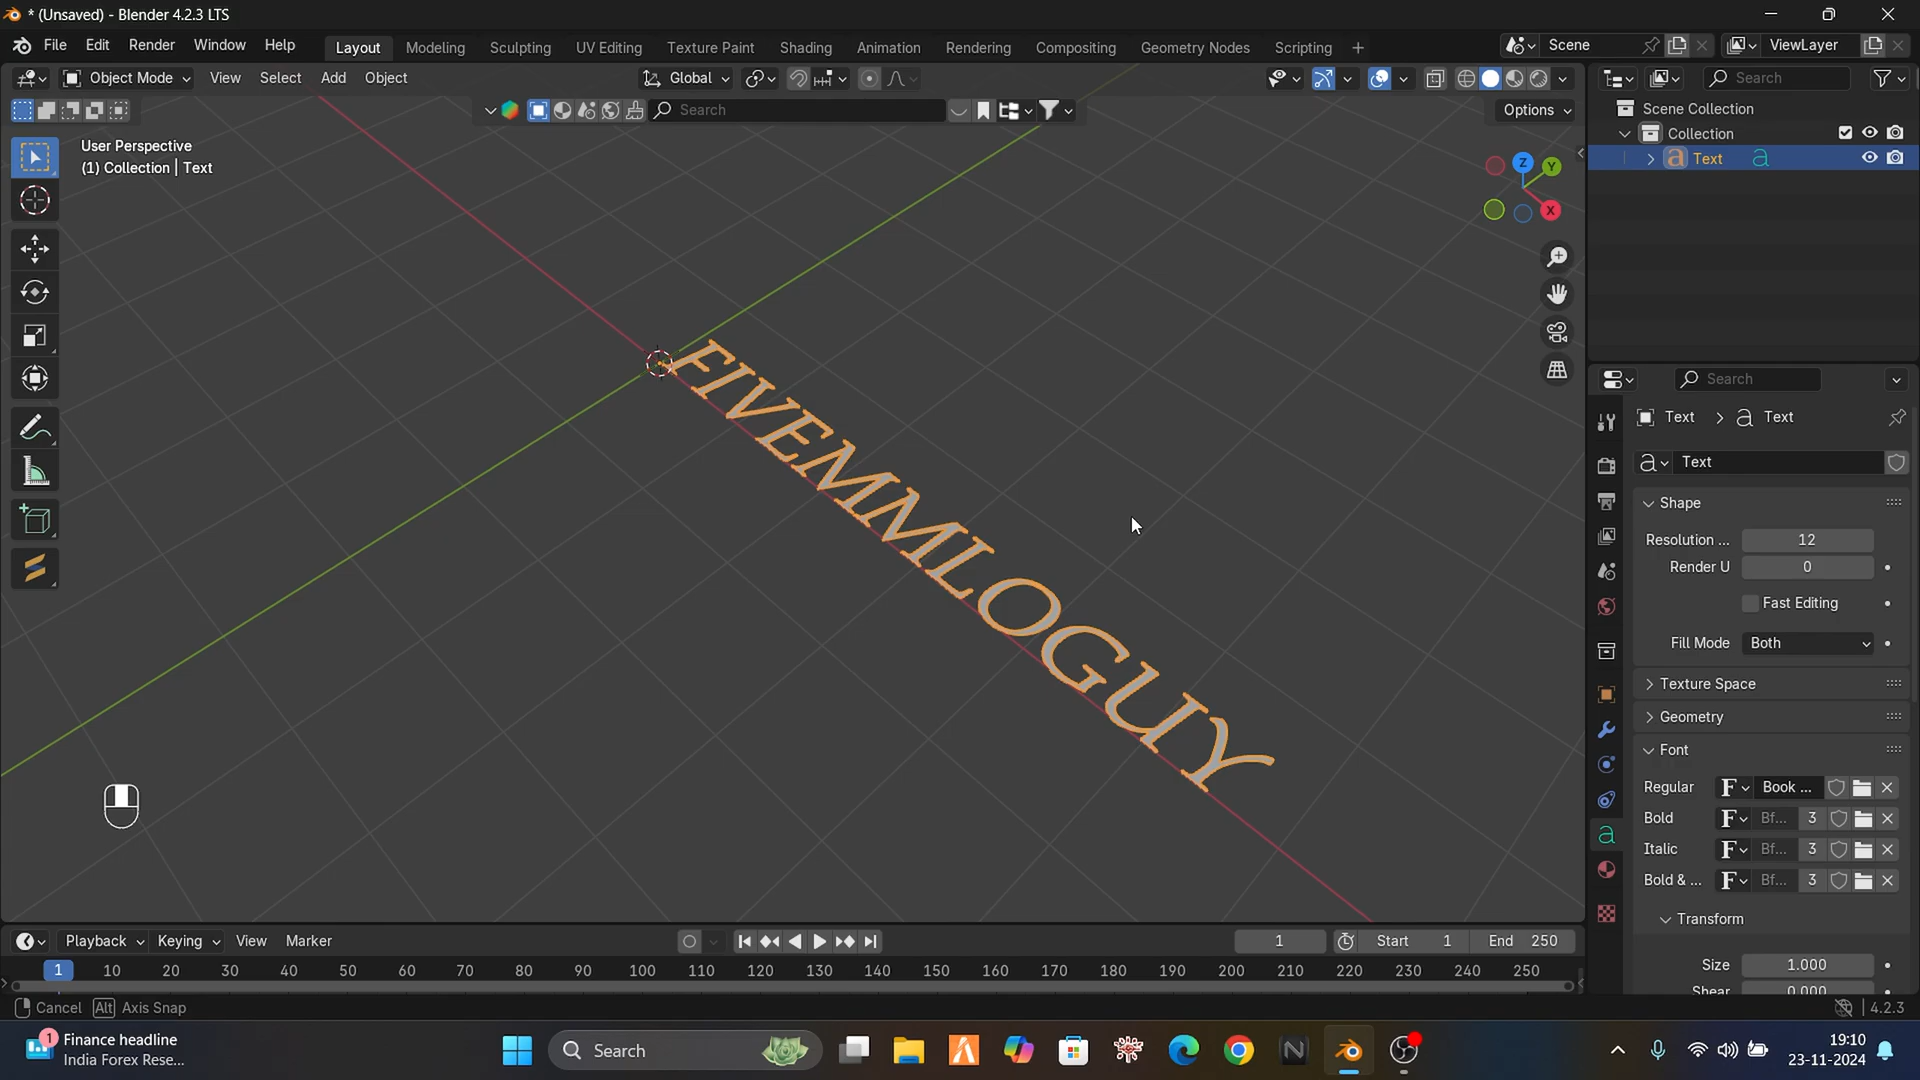 * (Unsaved) - Blender 4.2.3 LTS
File Edit Render Window Help Layout Modeling Sculpting UV Editing Texture Paint Shading Animation Rendering Compositing Geometry Nodes Scripting + Scene ViewLayer
Object Mode View Select Add Object Global Search
Search Options Scene Collection
User Perspective Collection
(1) Collection | Text Text
Z Y
X
FIVEMMLOGUY
Search
Text > Text
Text
Shape
Resolution ... 12
Render U 0
Fast Editing
Fill Mode Both
Texture Space
Geometry
Font
Regular F Book ...
Bold F Bf... 3
Italic F Bf... 3
Bold & ... F Bf... 3
Transform
Size 1.000
Shear 0.000
Playback Keying View Marker 1 Start 1 End 250
1 10 20 30 40 50 60 70 80 90 100 110 120 130 140 150 160 170 180 190 200 210 220 230 240 250
Cancel Alt Axis Snap 4.2.3
1 Finance headline
India Forex Rese...
Search
19:10
23-11-2024